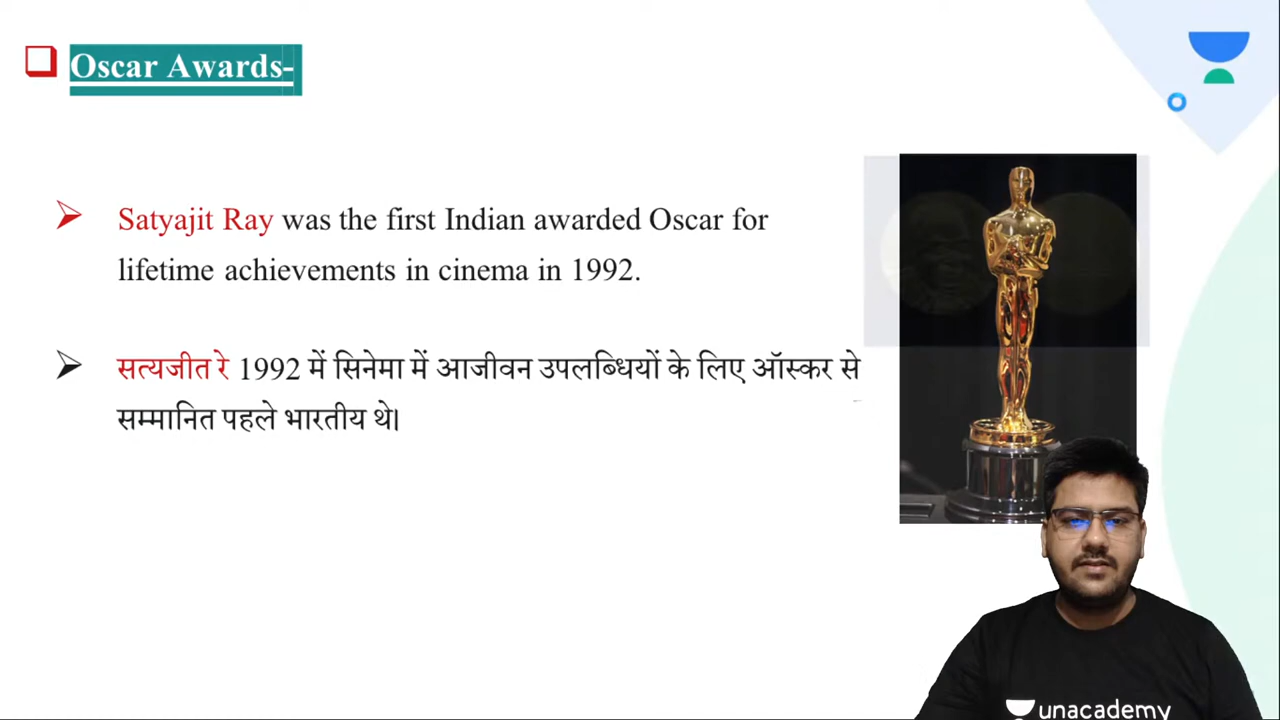 Oscar Awards-
Satyajit Ray was the first Indian awarded Oscar for
lifetime achievements in cinema in 1992.
सत्यजीत रे 1992 में सिनेमा में आजीवन उपलब्धियों के लिए ऑस्कर से
सम्मानित पहले भारतीय थे।
unacademy